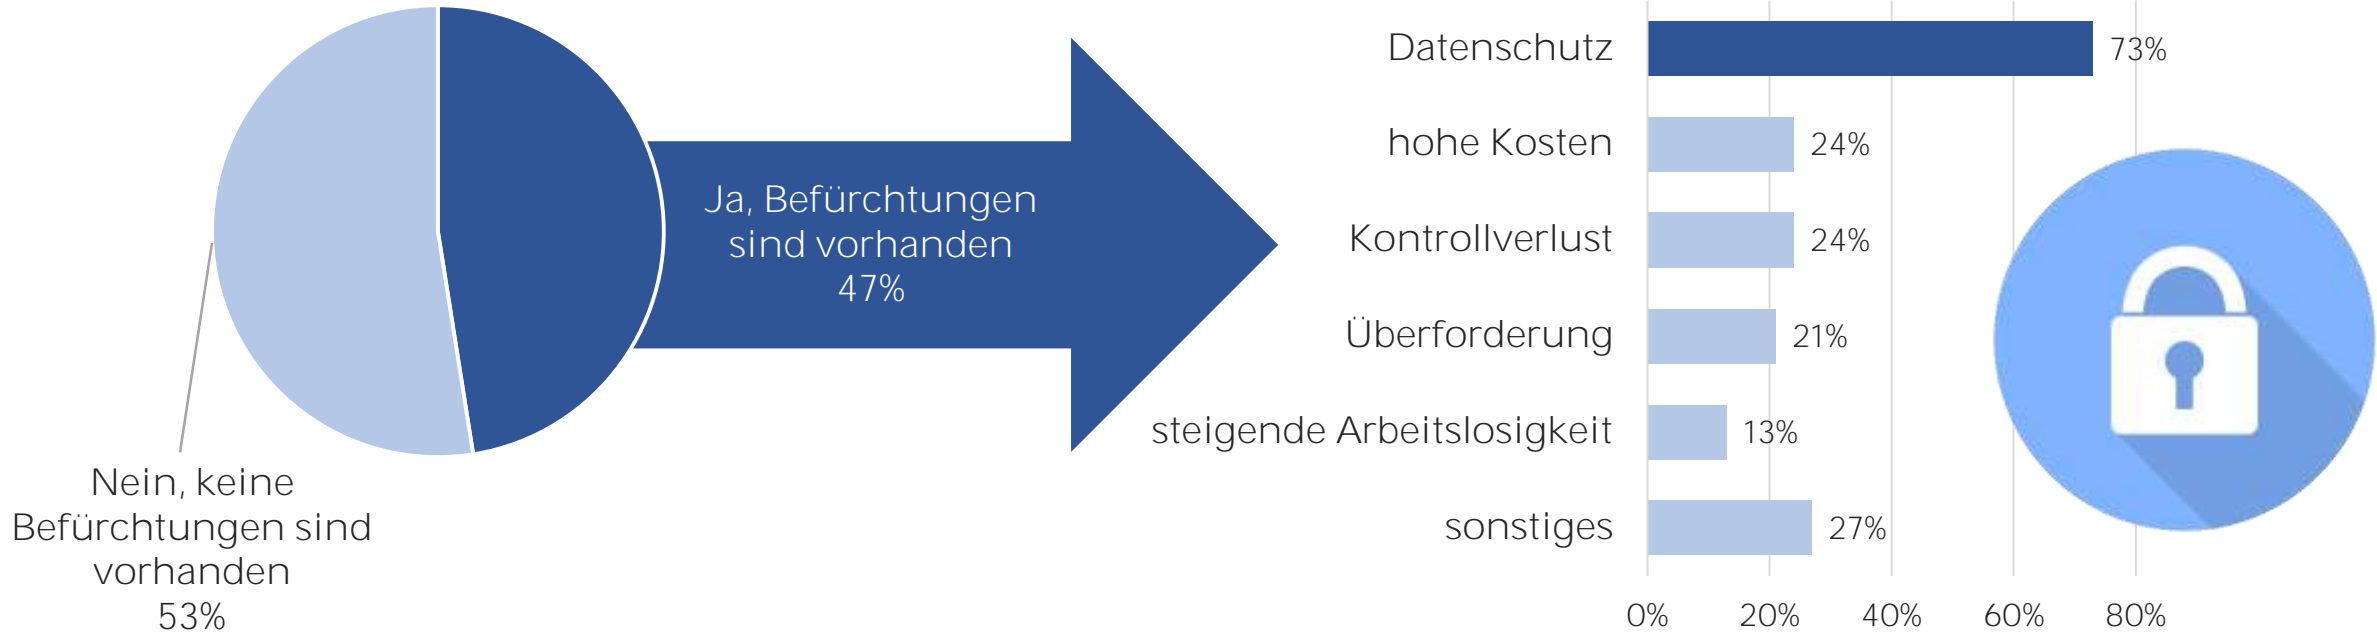 Ja, Befürchtungen
sind vorhanden
47%
Nein, keine
Befürchtungen sind
vorhanden
53%
Datenschutz 73%
hohe Kosten 24%
Kontrollverlust 24%
Überforderung 21%
steigende Arbeitslosigkeit 13%
sonstiges 27%
0% 20% 40% 60% 80%